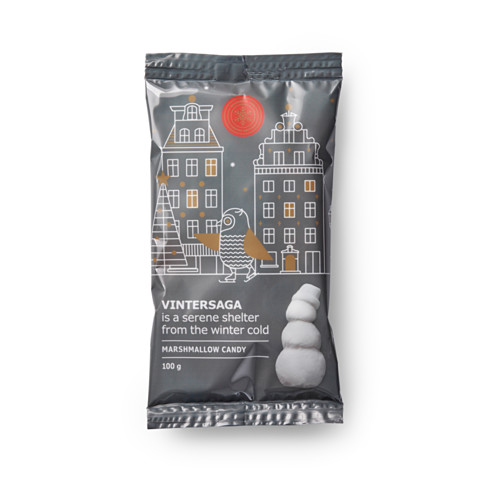 VINTERSAGA
is a serene shelter
from the winter cold
MARSHMALLOW CANDY
100 g